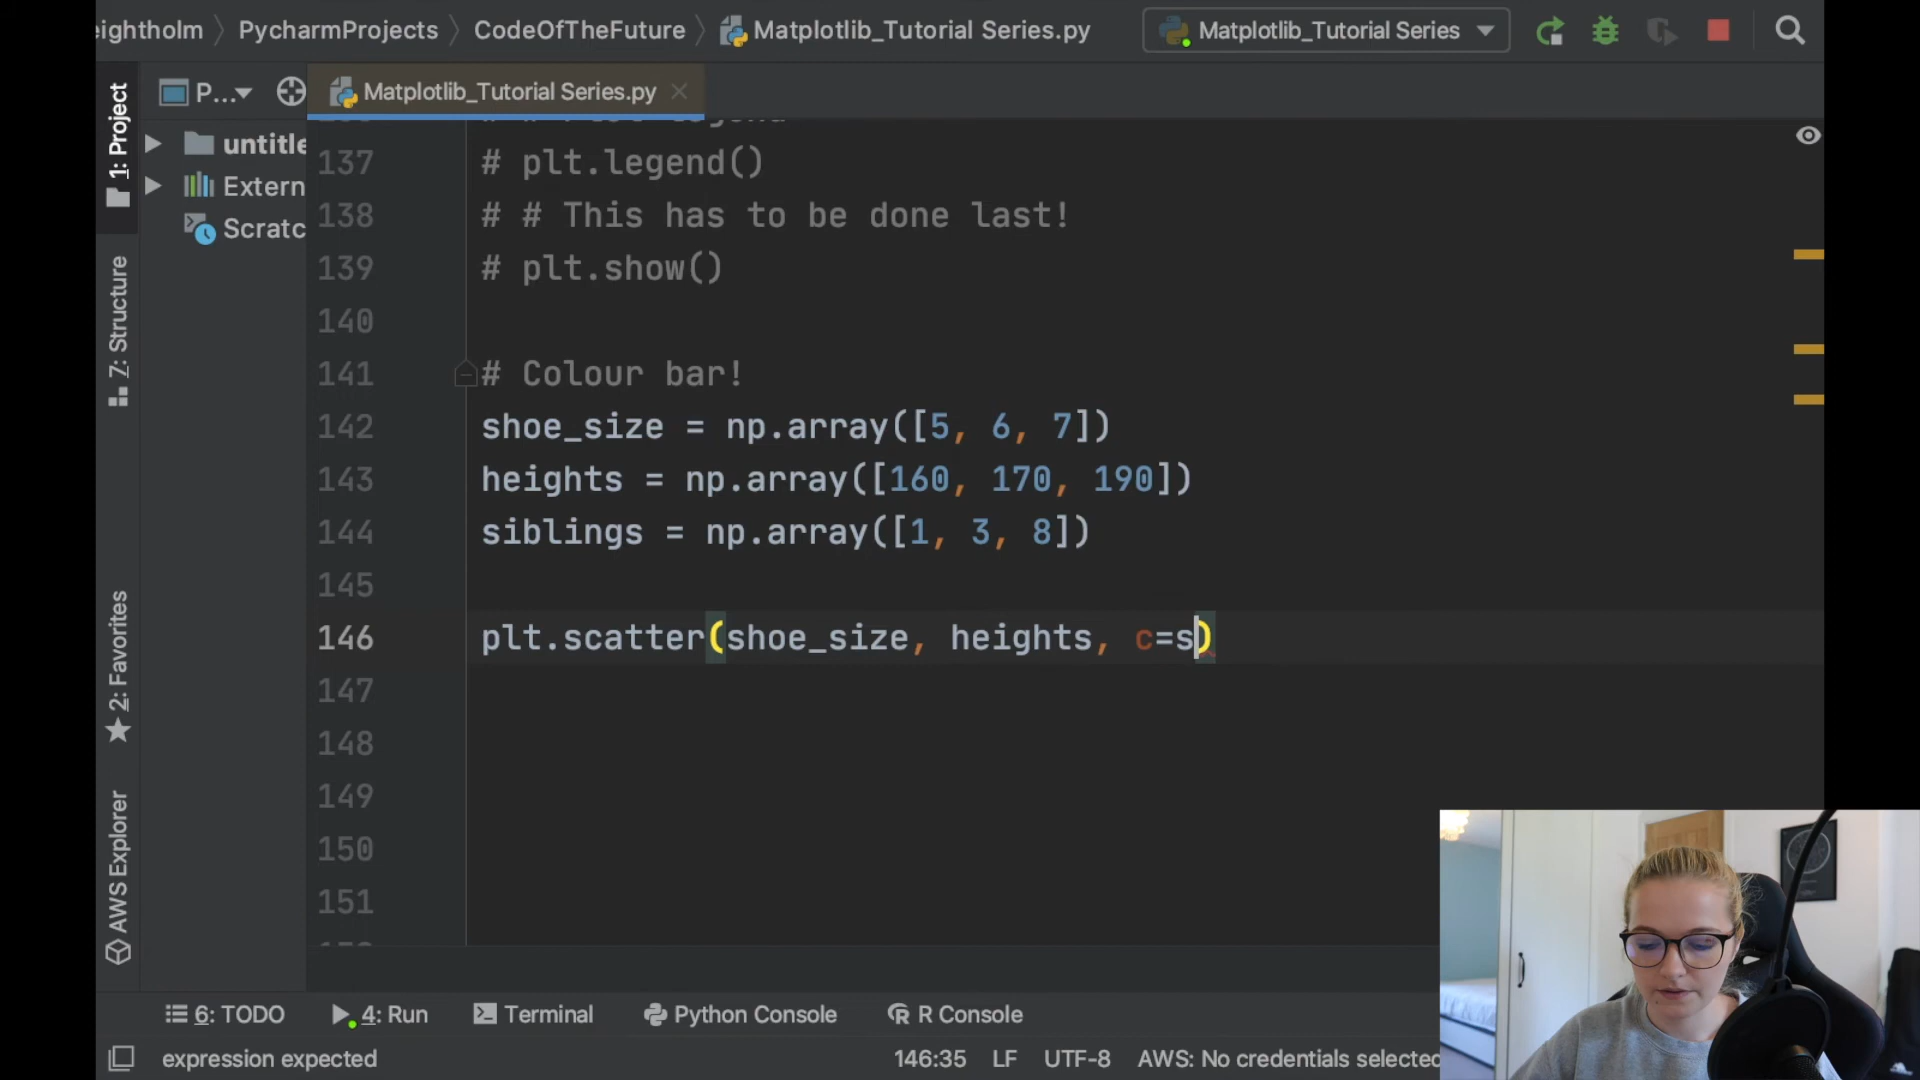 eightholm PycharmProjects CodeOfTheFuture Matplotlib_Tutorial Series.py Matplotlib_Tutorial Series
P... Matplotlib_Tutorial Series.py
1: Project
untitle
Extern
Scratc
Z: Structure
2: Favorites
AWS Explorer
137 # plt.legend()
138 # # This has to be done last!
139 # plt.show()
140
141 # Colour bar!
142 shoe_size = np.array([5, 6, 7])
143 heights = np.array([160, 170, 190])
144 siblings = np.array([1, 3, 8])
145
146 plt.scatter(shoe_size, heights, c=s)
147
148
149
150
151
6: TODO 4: Run Terminal Python Console R Console
expression expected 146:35 LF UTF-8 AWS: No credentials selected